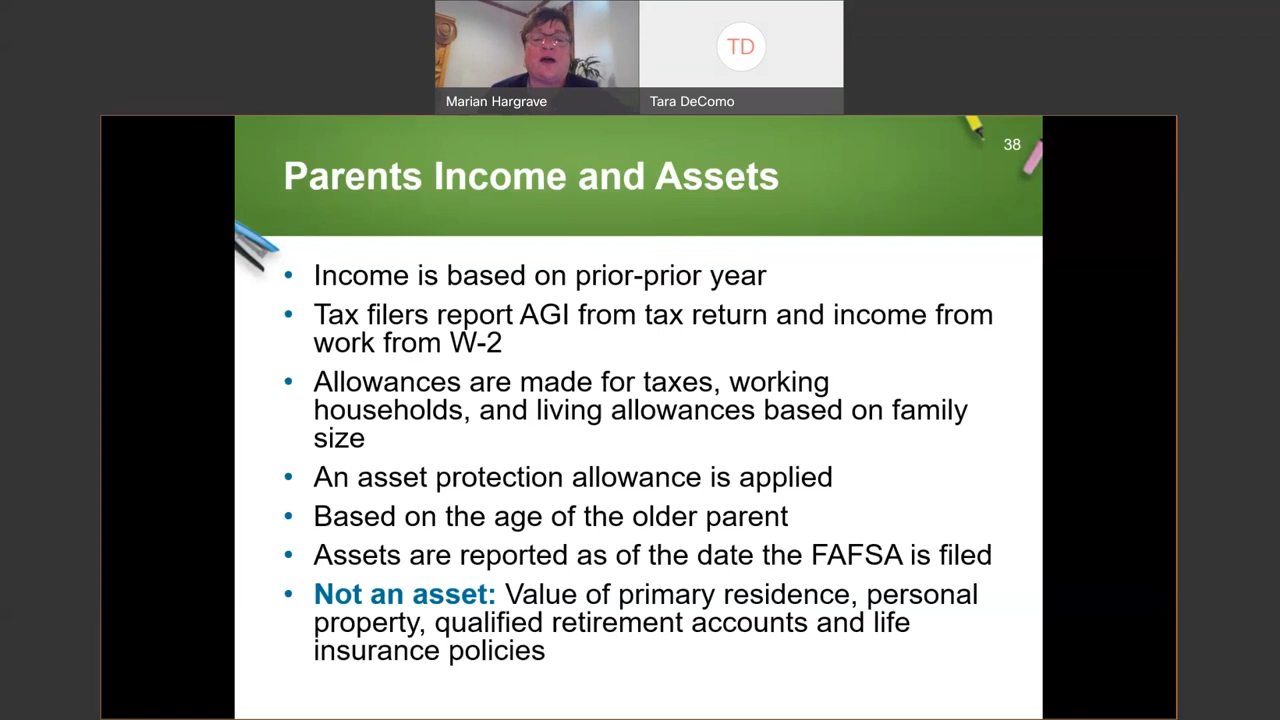 TD
Marian Hargrave
Tara DeComo
38
Parents Income and Assets
• Income is based on prior-prior year
• Tax filers report AGI from tax return and income from
work from W-2
• Allowances are made for taxes, working
households, and living allowances based on family
size
• An asset protection allowance is applied
• Based on the age of the older parent
• Assets are reported as of the date the FAFSA is filed
• Not an asset: Value of primary residence, personal
property, qualified retirement accounts and life
insurance policies